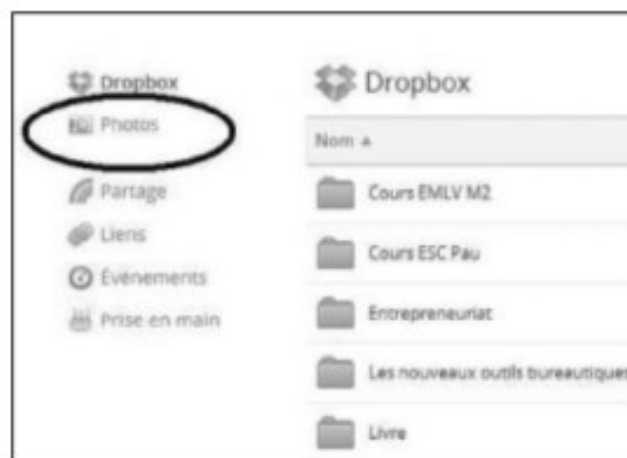 Dropbox
Photos
Partage
Liens
Événements
Prise en main
Dropbox
Nom ▲
Cours EMLV M2
Cours ESC Pau
Entrepreneuriat
Les nouveaux outils bureautiques
Livre